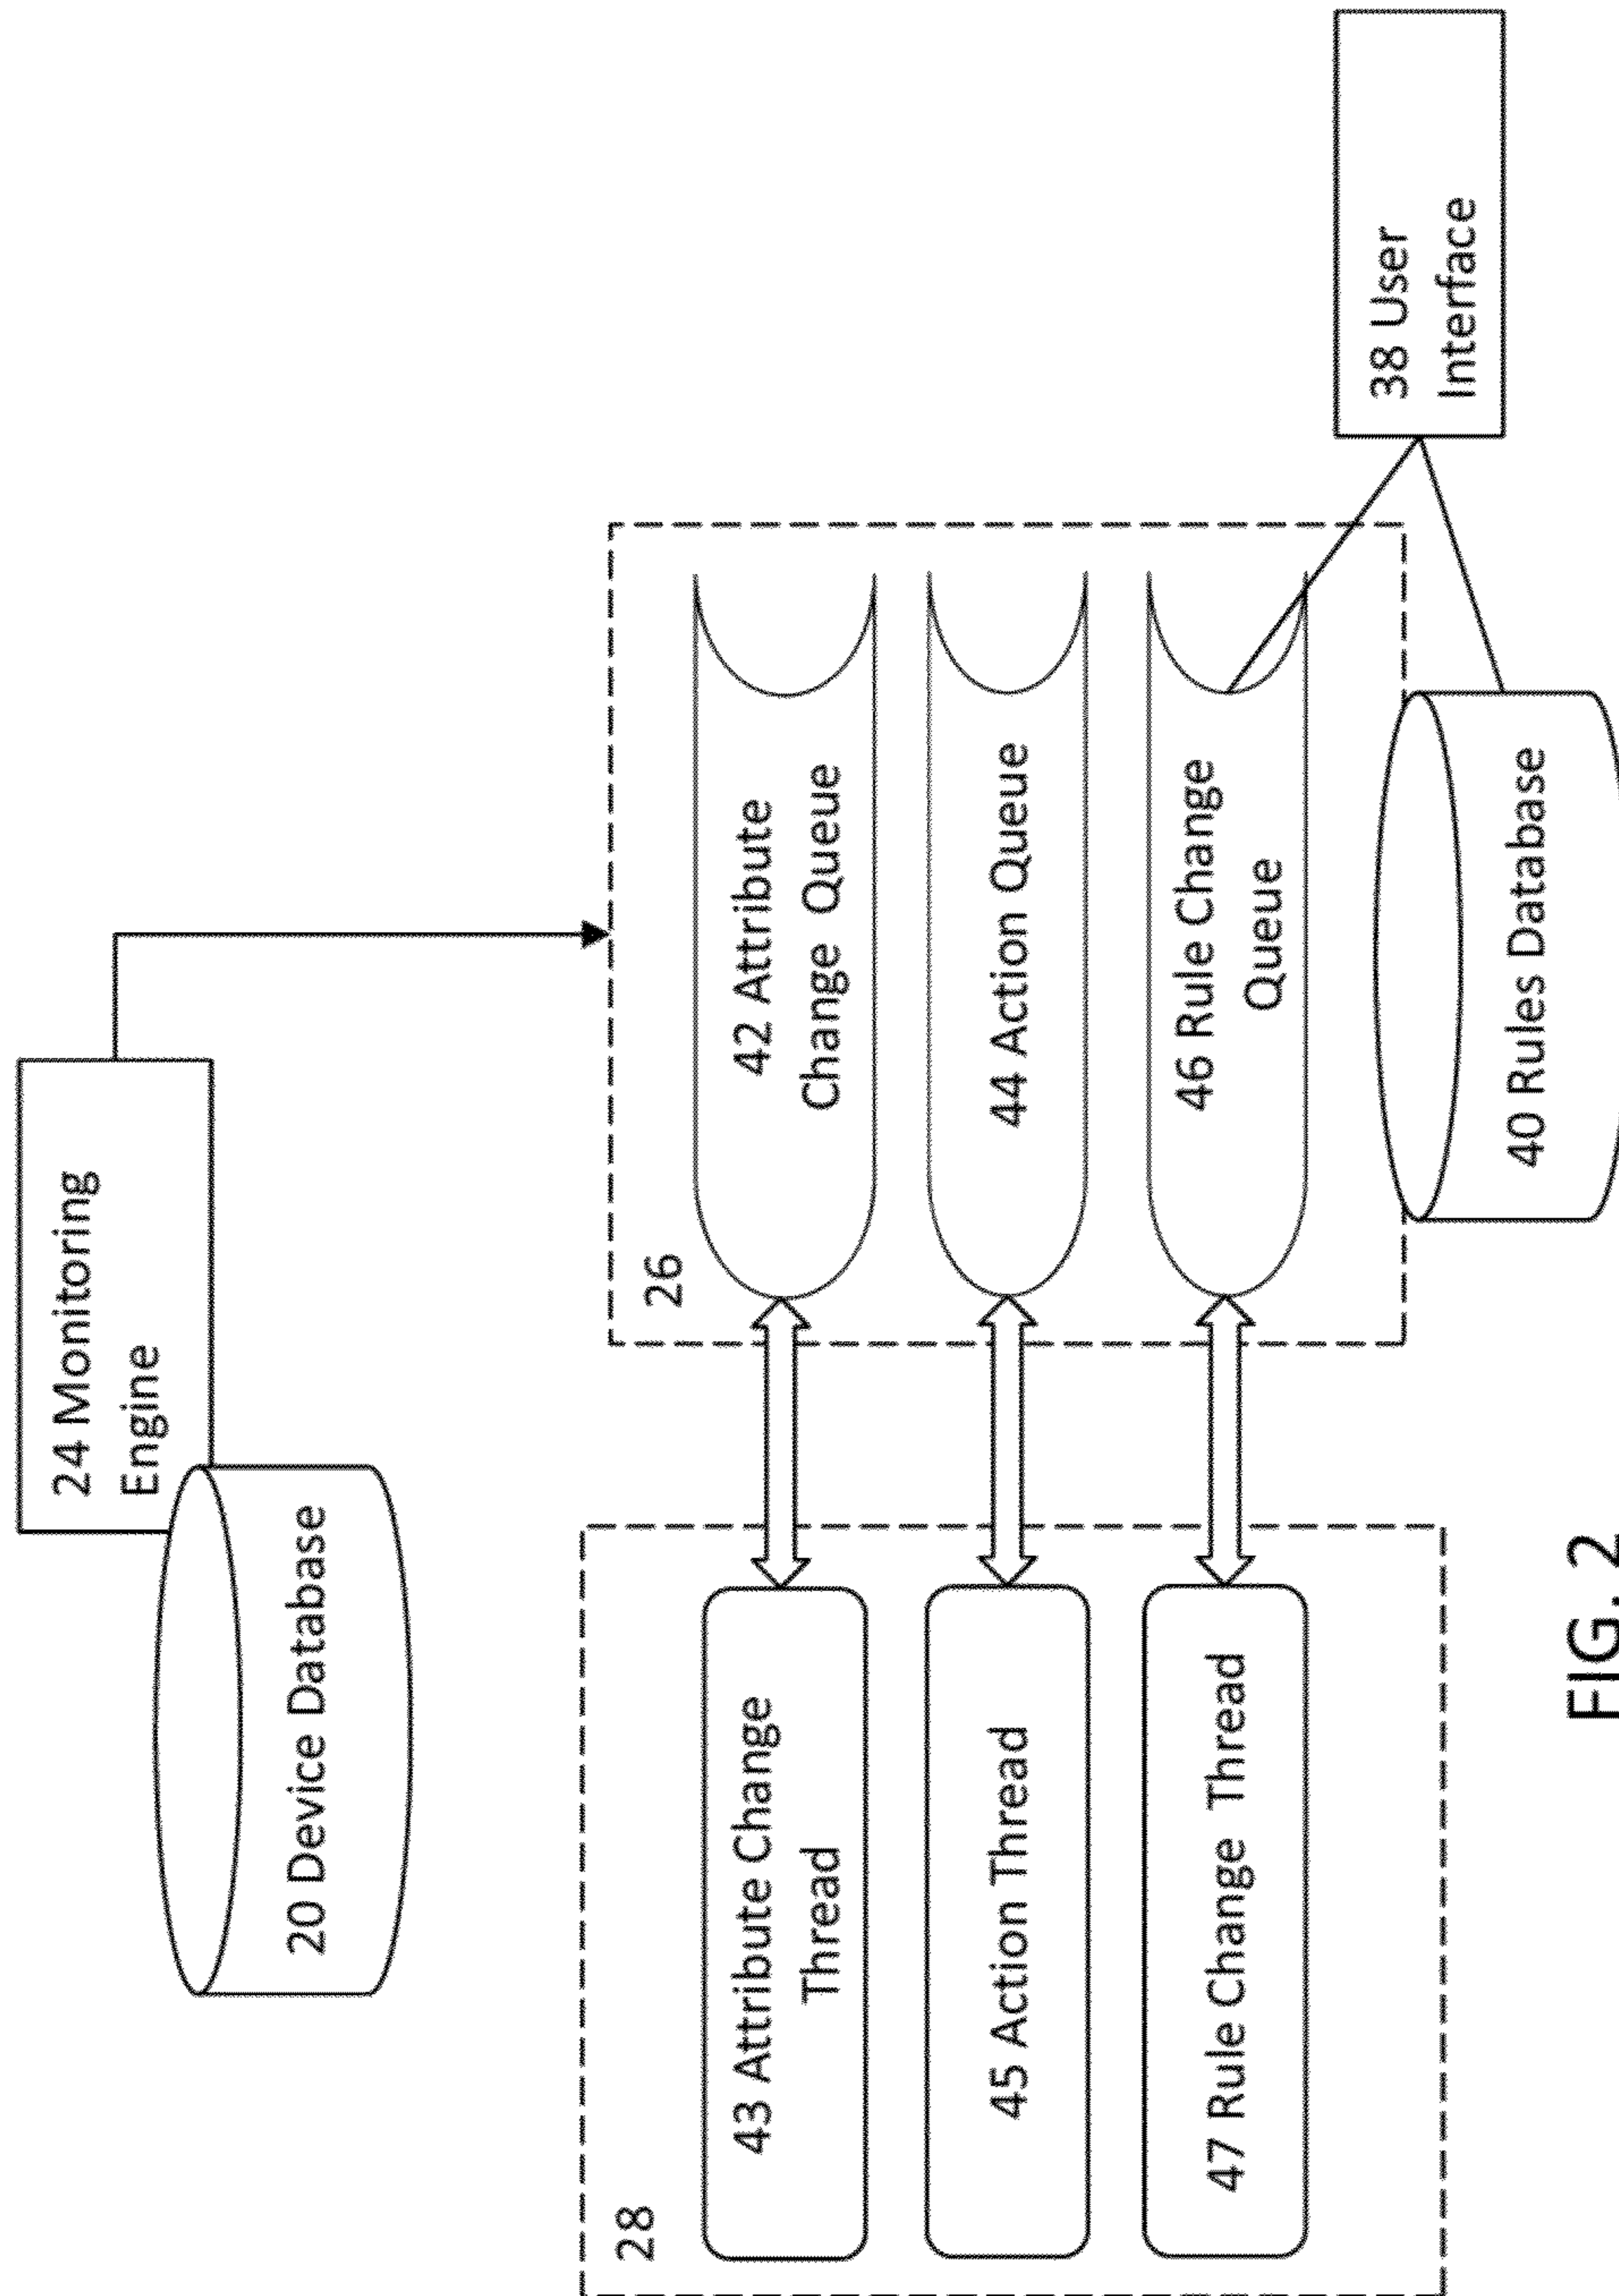 24 Monitoring
Engine
20 Device Database
28
43 Attribute Change
Thread
45 Action Thread
47 Rule Change Thread
26
42 Attribute
Change Queue
44 Action Queue
46 Rule Change
Queue
40 Rules Database
38 User
Interface
FIG. 2